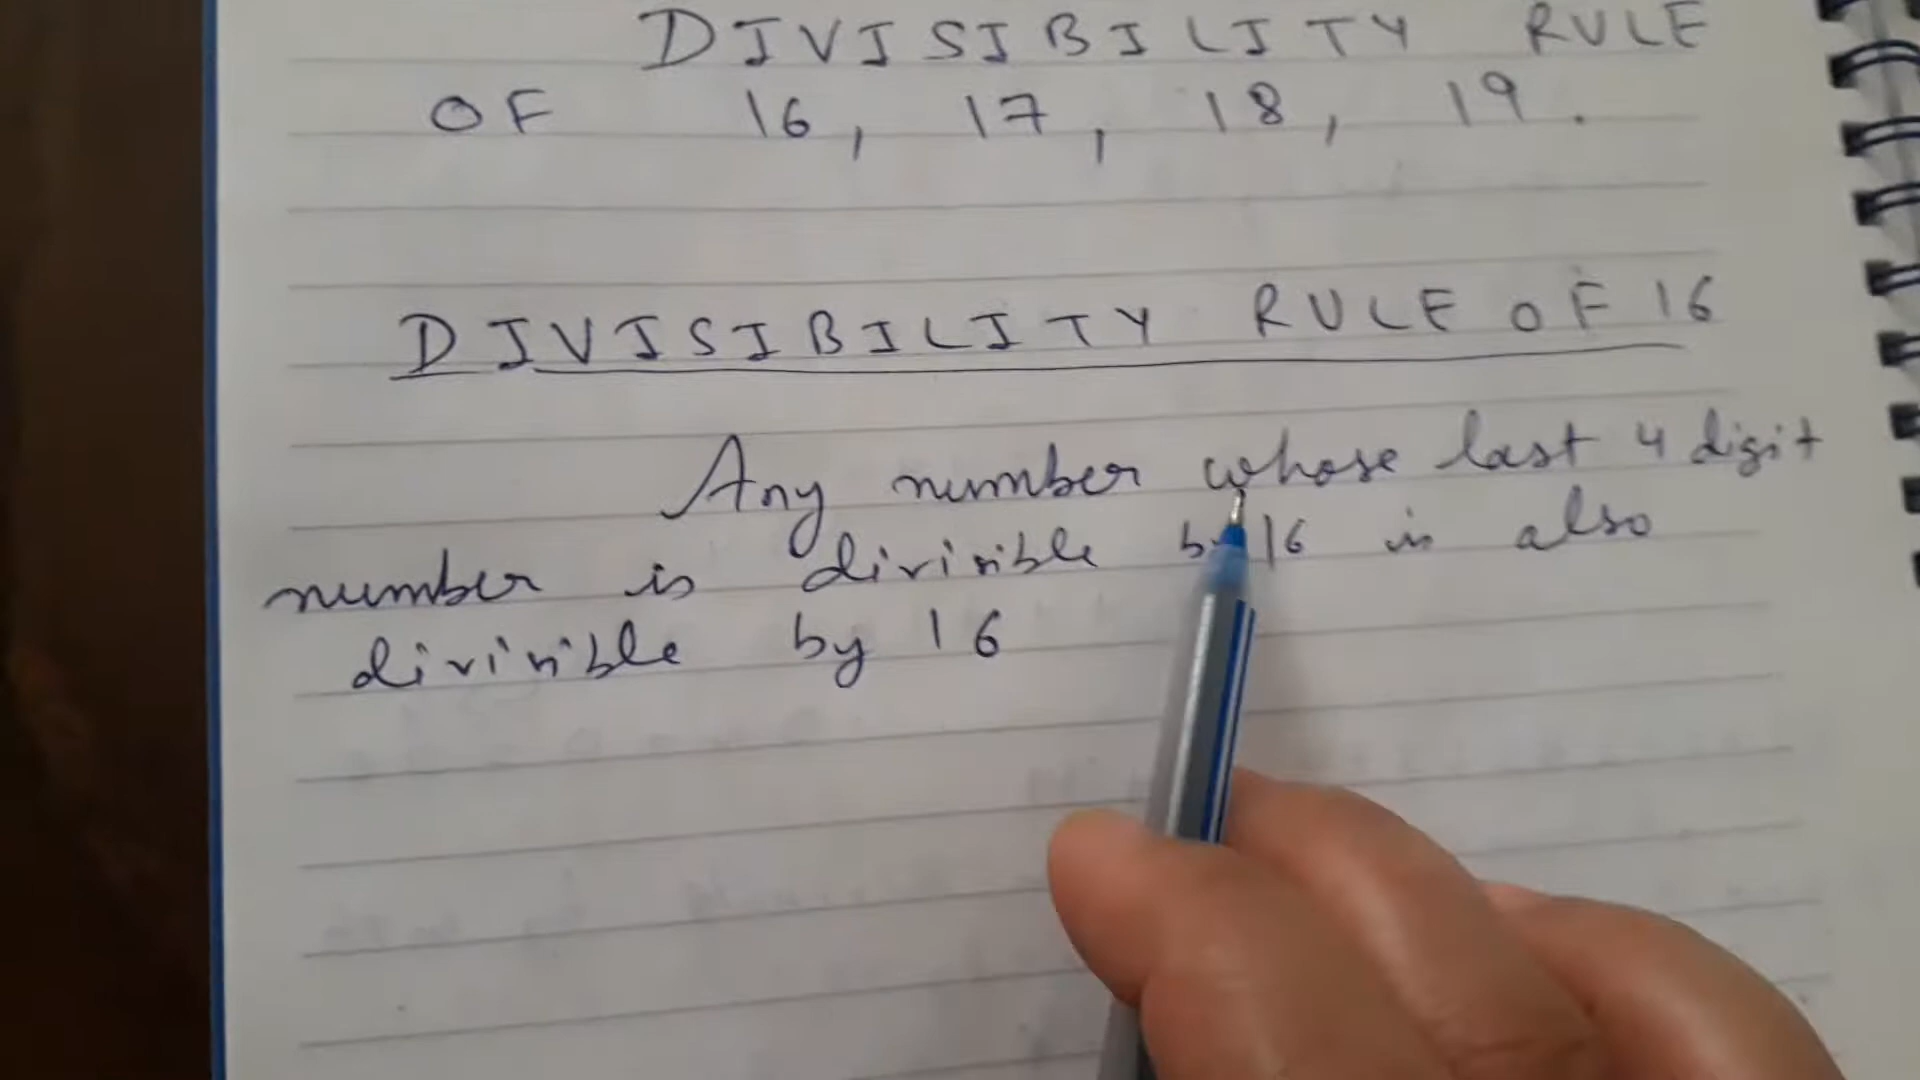 DIVISIBILITY RULE
OF 16, 17, 18, 19.
DIVISIBILITY RULE OF 16
Any number whose last 4 digit
number is divisible by 16 is also
divisible by 16